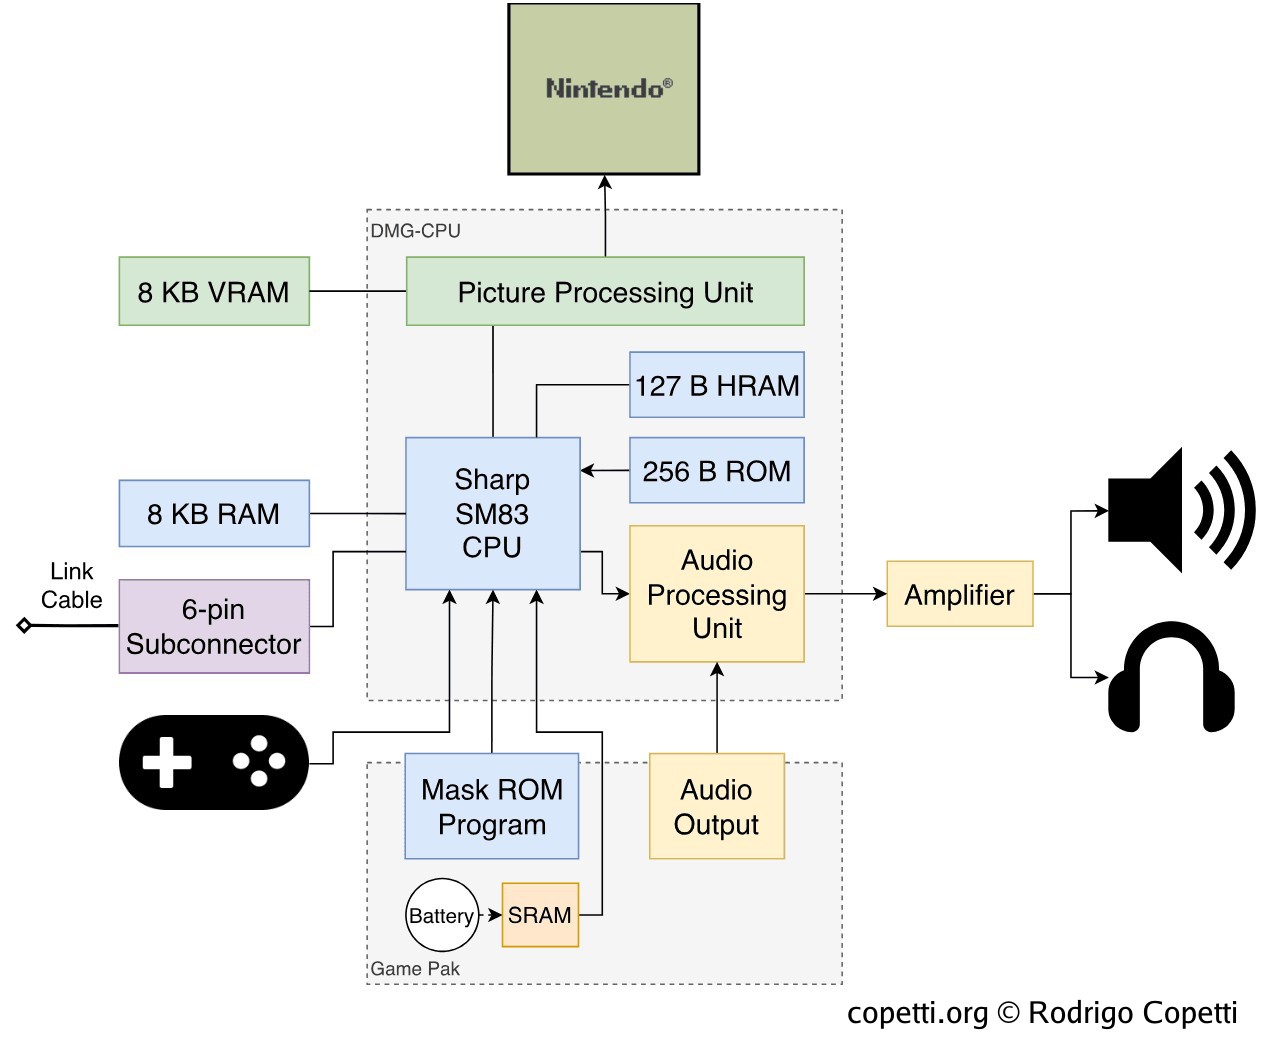 Nintendo®
DMG-CPU
8 KB VRAM
Picture Processing Unit
127 B HRAM
Sharp
SM83
CPU
256 B ROM
8 KB RAM
Audio
Processing
Unit
Amplifier
Link
Cable
6-pin
Subconnector
Mask ROM
Program
Audio
Output
Battery
SRAM
Game Pak
copetti.org © Rodrigo Copetti